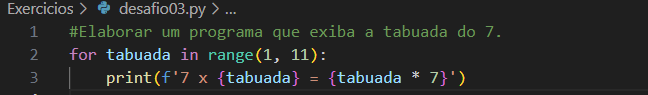 Exercicios > desafio03.py > ...
1 #Elaborar um programa que exiba a tabuada do 7.
2 for tabuada in range(1, 11):
3     print(f'7 x {tabuada} = {tabuada * 7}')